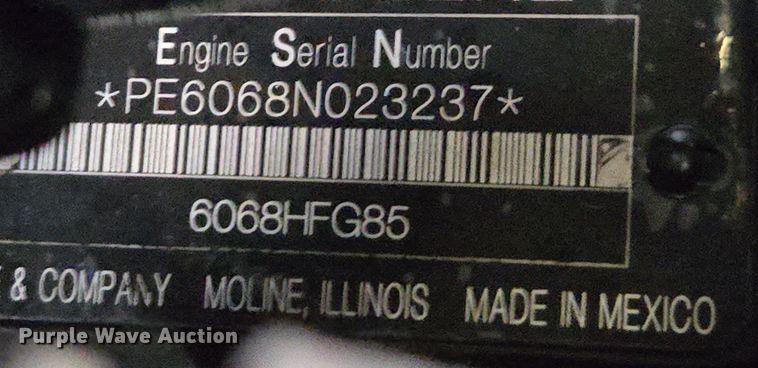 Engine Serial Number
*PE6068N023237*
6068HFG85
& COMPANY MOLINE, ILLINOIS MADE IN MEXICO
Purple Wave Auction